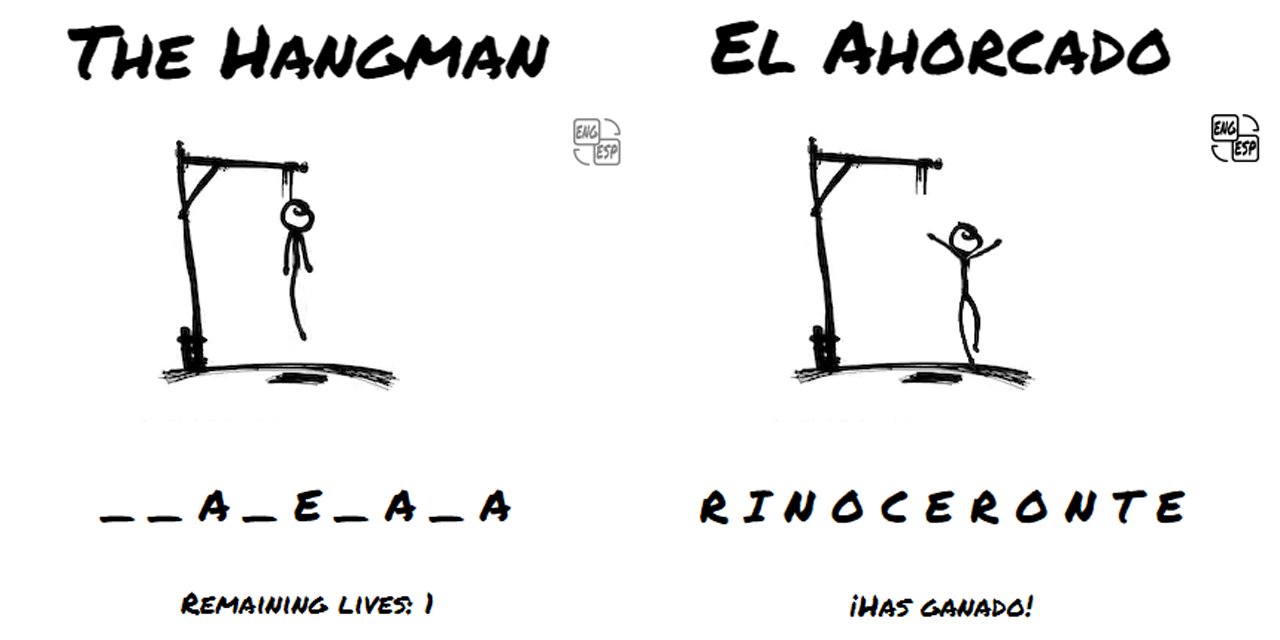 The Hangman
ENG
ESP
_ _ A _ E _ A _ A
Remaining lives: 1
El Ahorcado
ENG
ESP
R I N O C E R O N T E
¡Has ganado!